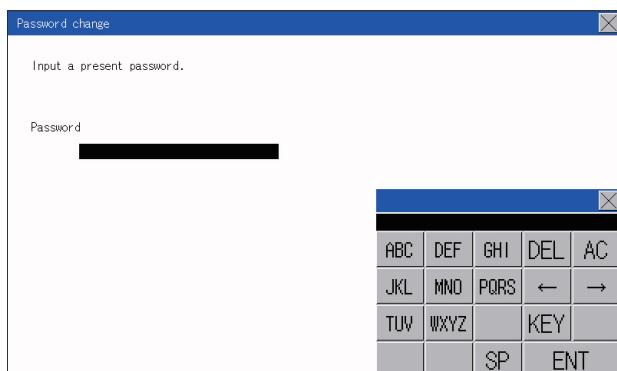 Password change
Input a present password.
Password
ABC DEF GHI DEL AC
JKL MNO PQRS ← →
TUV WXYZ KEY
SP ENT